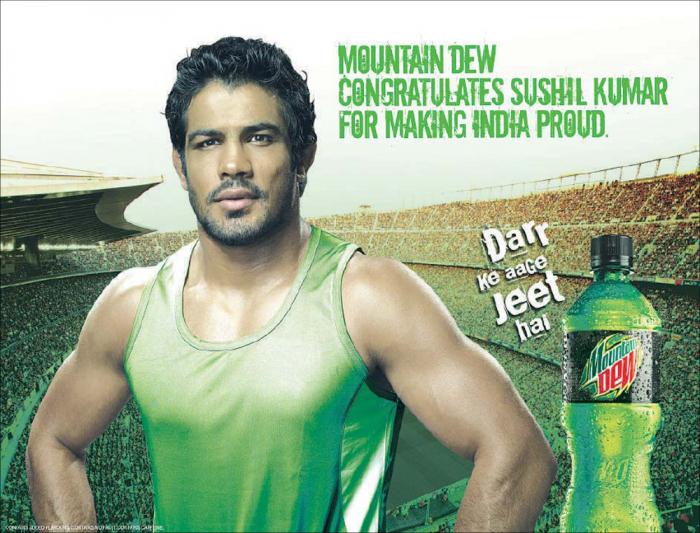 MOUNTAIN DEW
CONGRATULATES SUSHIL KUMAR
FOR MAKING INDIA PROUD.
Darr
ke aage
Jeet
hai
Mountain
Dew